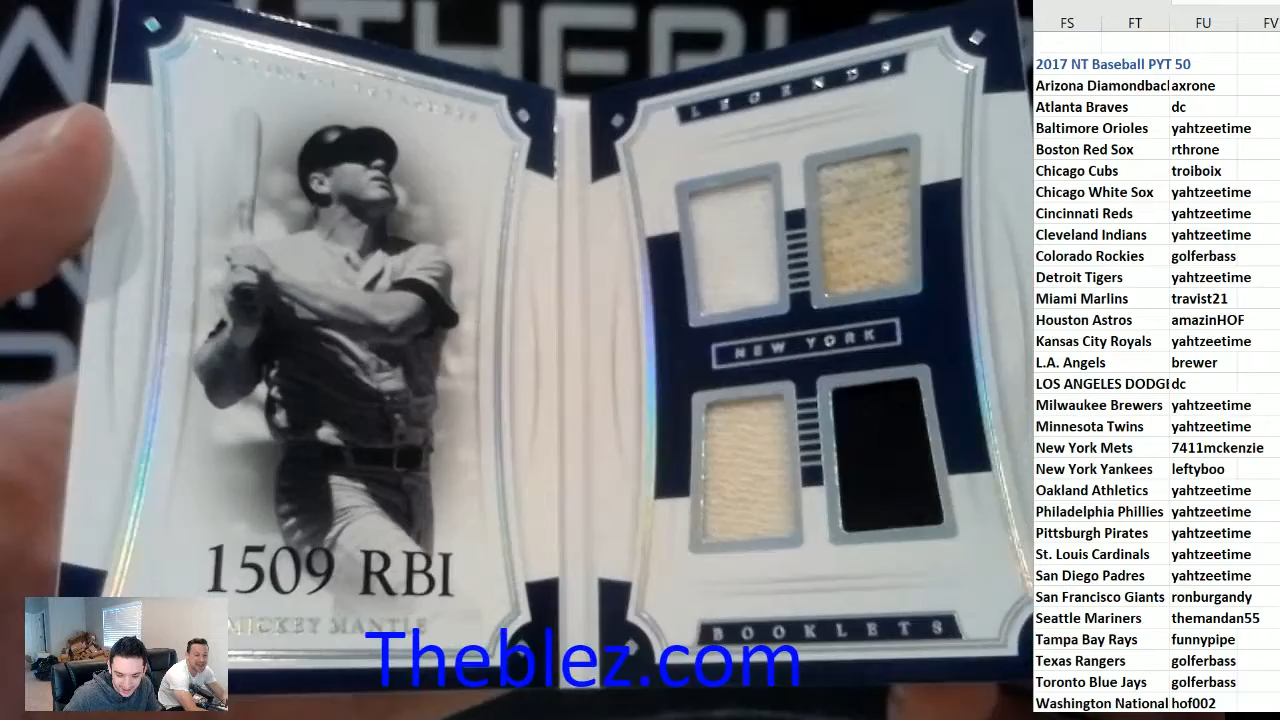 THEBLEZ
NATIONAL TREASURES
LEGENDS
NEW YORK
1509 RBI
MICKEY MANTLE
BOOKLETS
Theblez.com
FS FT FU FV
2017 NT Baseball PYT 50
Arizona Diamondbacl axrone
Atlanta Braves dc
Baltimore Orioles yahtzeetime
Boston Red Sox rthrone
Chicago Cubs troiboix
Chicago White Sox yahtzeetime
Cincinnati Reds yahtzeetime
Cleveland Indians yahtzeetime
Colorado Rockies golferbass
Detroit Tigers yahtzeetime
Miami Marlins travist21
Houston Astros amazinHOF
Kansas City Royals yahtzeetime
L.A. Angels brewer
LOS ANGELES DODGE dc
Milwaukee Brewers yahtzeetime
Minnesota Twins yahtzeetime
New York Mets 7411mckenzie
New York Yankees leftyboo
Oakland Athletics yahtzeetime
Philadelphia Phillies yahtzeetime
Pittsburgh Pirates yahtzeetime
St. Louis Cardinals yahtzeetime
San Diego Padres yahtzeetime
San Francisco Giants ronburgandy
Seattle Mariners themandan55
Tampa Bay Rays funnypipe
Texas Rangers golferbass
Toronto Blue Jays golferbass
Washington National hof002